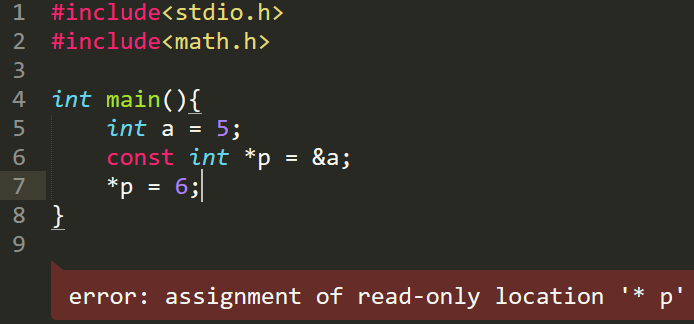 1 #include<stdio.h>
2 #include<math.h>
3
4 int main(){
5     int a = 5;
6     const int *p = &a;
7     *p = 6;
8 }
9
error: assignment of read-only location '* p'